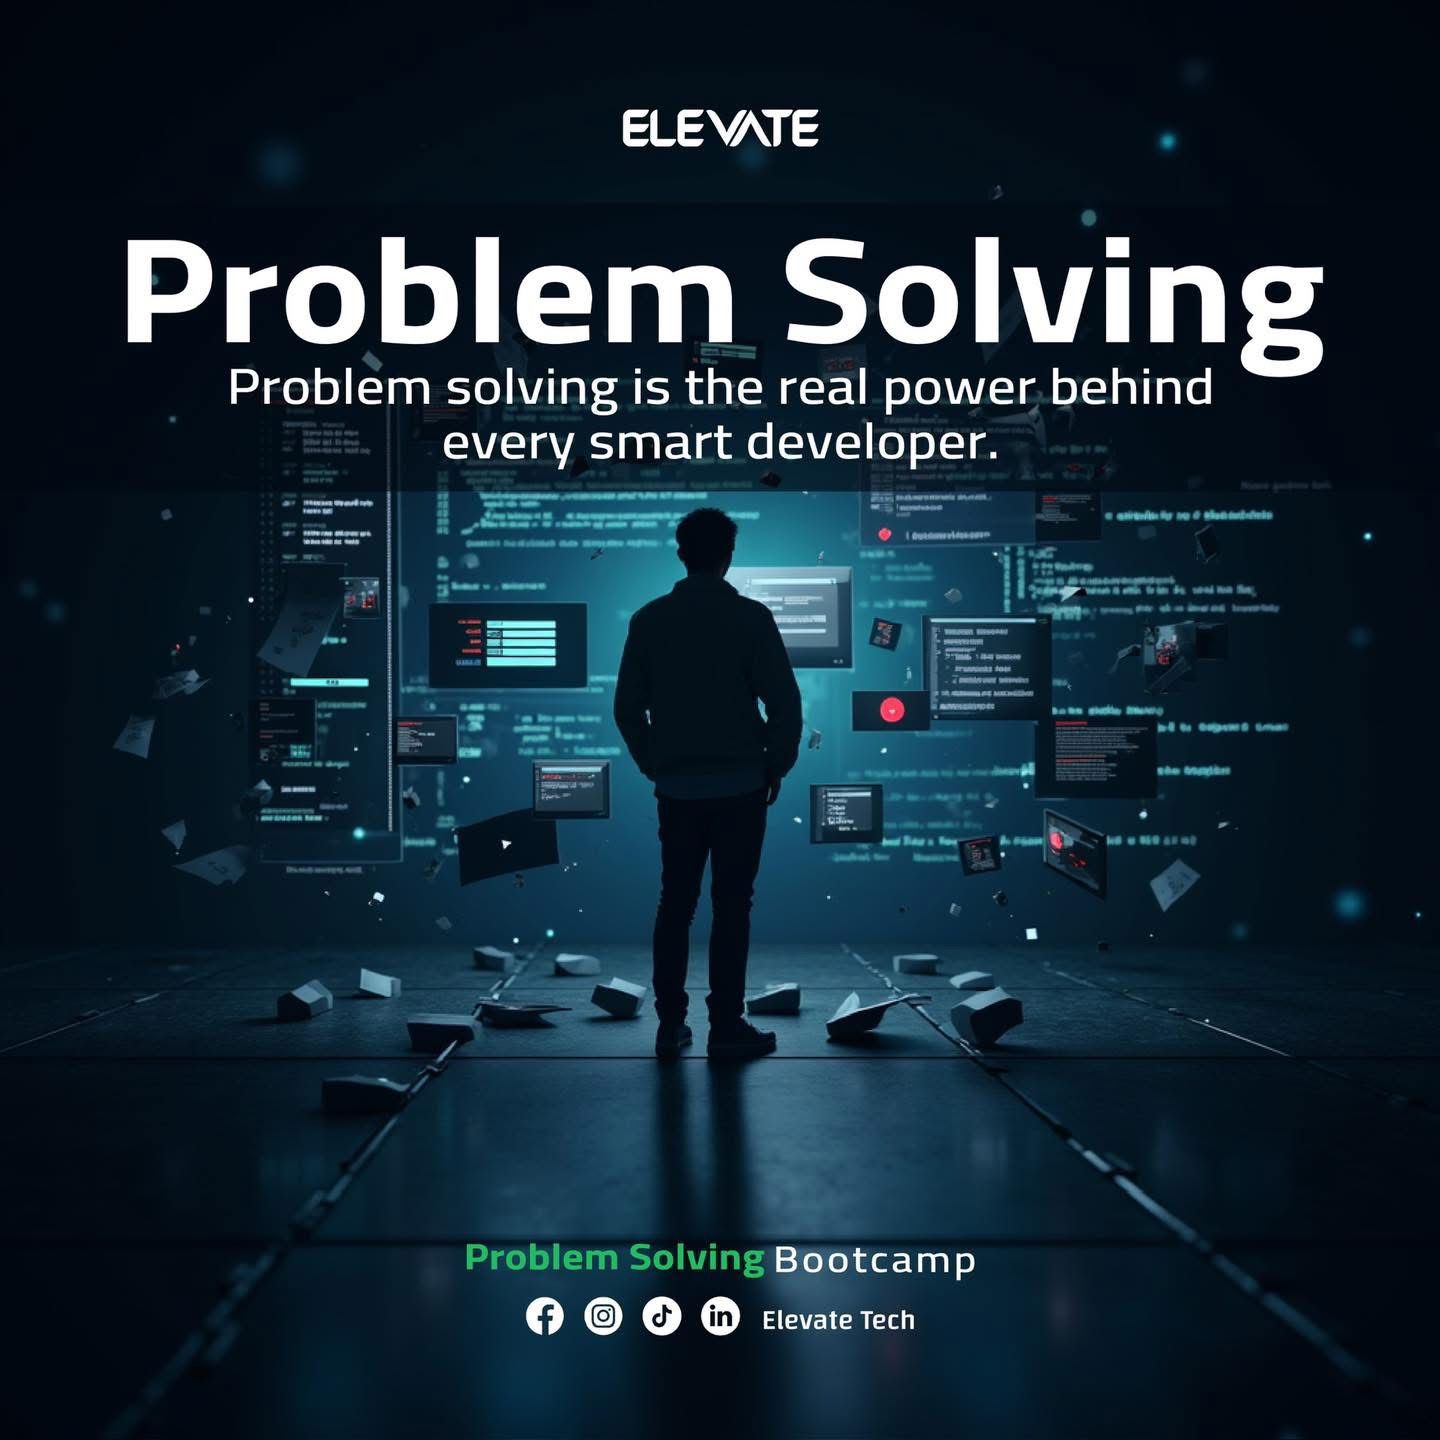 ELEVATE
Problem Solving
Problem solving is the real power behind
every smart developer.
Problem Solving Bootcamp
Elevate Tech